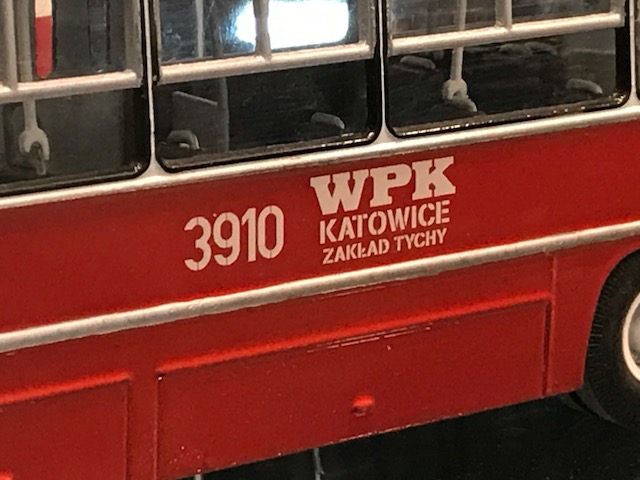 3910
WPK
KATOWICE
ZAKŁAD TYCHY